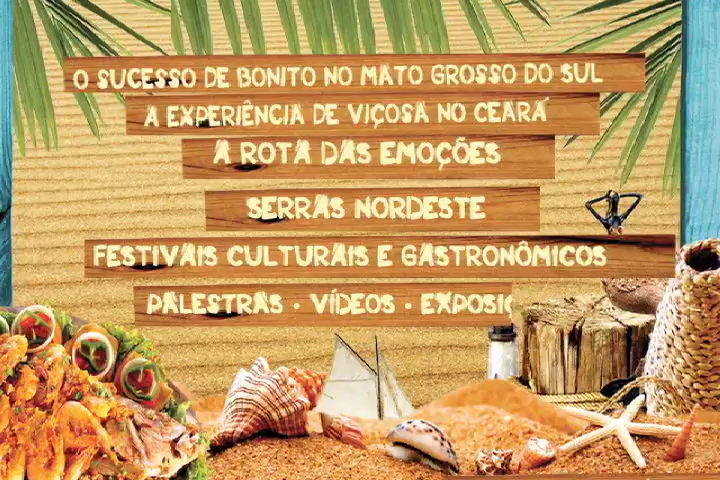 O SUCESSO DE BONITO NO MATO GROSSO DO SUL
A EXPERIÊNCIA DE VIÇOSA NO CEARÁ
A ROTA DAS EMOÇÕES
SERRAS NORDESTE
FESTIVAIS CULTURAIS E GASTRONÔMICOS
PALESTRAS • VÍDEOS •